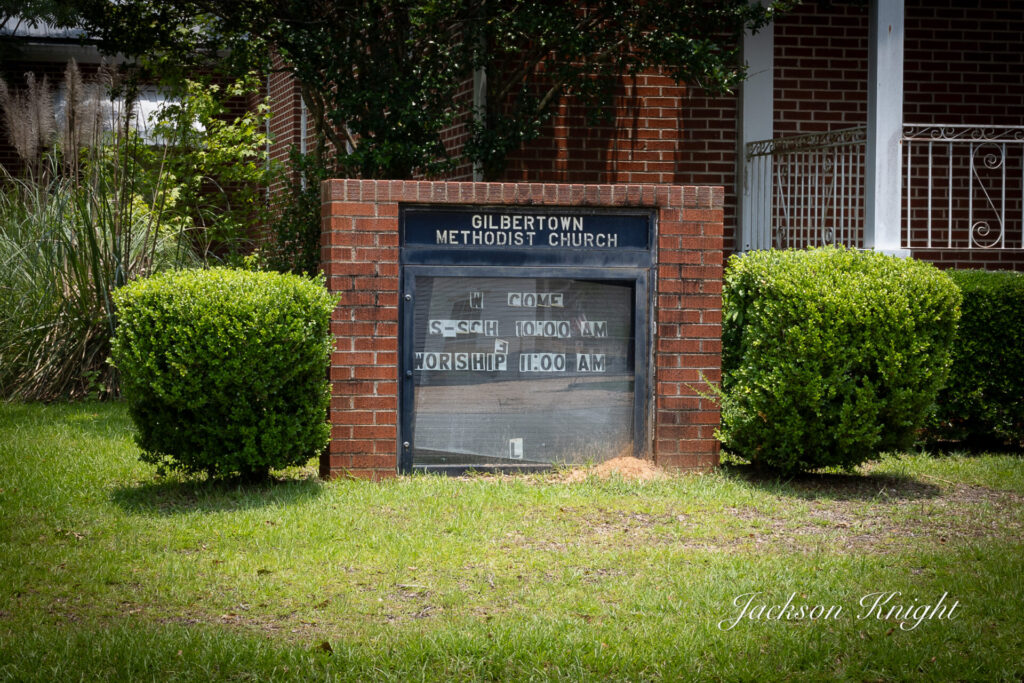 GILBERTOWN
METHODIST CHURCH
W COME
S-SCH 10:00 AM
E
WORSHIP 11:00 AM
L
Jackson Knight